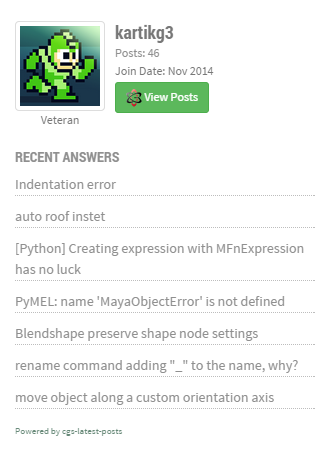 kartikg3
Posts: 46
Join Date: Nov 2014
View Posts
Veteran
RECENT ANSWERS
Indentation error
auto roof instet
[Python] Creating expression with MFnExpression
has no luck
PyMEL: name 'MayaObjectError' is not defined
Blendshape preserve shape node settings
rename command adding "_" to the name, why?
move object along a custom orientation axis
Powered by cgs-latest-posts